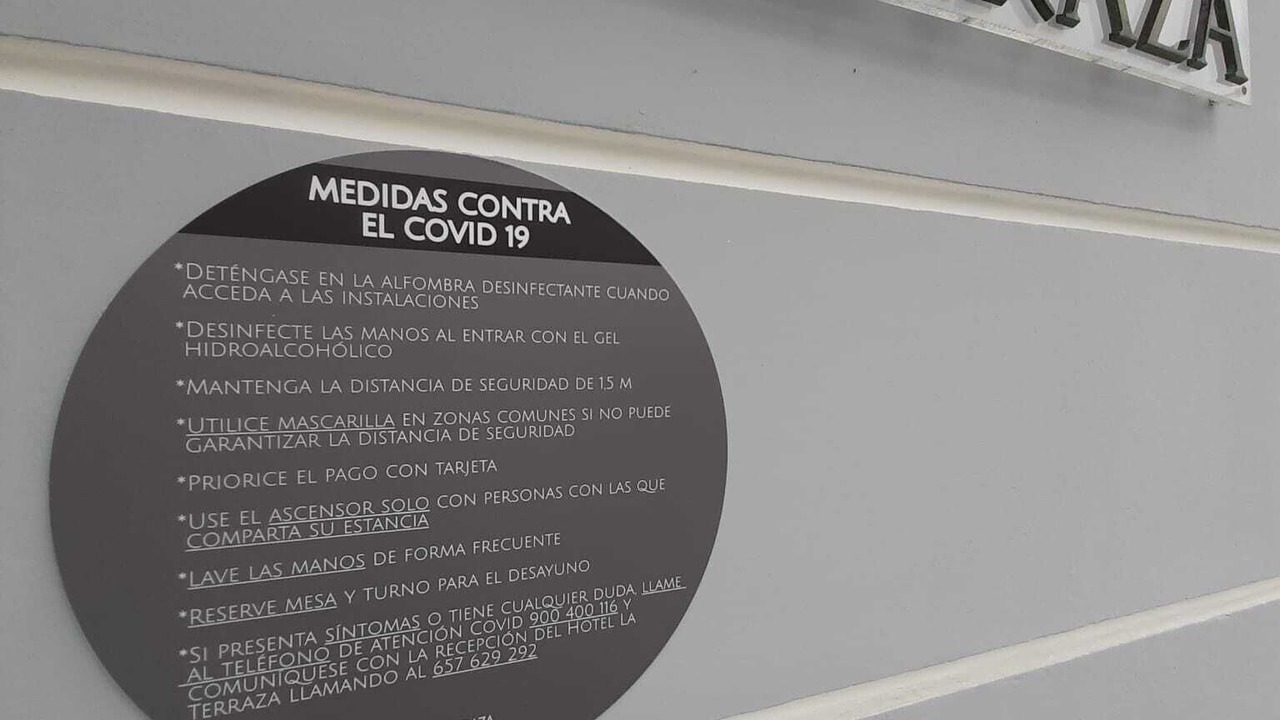 MEDIDAS CONTRA
EL COVID 19
*DETÉNGASE EN LA ALFOMBRA DESINFECTANTE CUANDO
ACCEDA A LAS INSTALACIONES
*DESINFECTE LAS MANOS AL ENTRAR CON EL GEL
HIDROALCOHÓLICO
*MANTENGA LA DISTANCIA DE SEGURIDAD DE 1,5 M
*UTILICE MASCARILLA EN ZONAS COMUNES SI NO PUEDE
GARANTIZAR LA DISTANCIA DE SEGURIDAD
*PRIORICE EL PAGO CON TARJETA
*USE EL ASCENSOR SOLO CON PERSONAS CON LAS QUE
COMPARTA SU ESTANCIA
*LAVE LAS MANOS DE FORMA FRECUENTE
*RESERVE MESA Y TURNO PARA EL DESAYUNO
*SI PRESENTA SÍNTOMAS O TIENE CUALQUIER DUDA, LLAME
AL TELÉFONO DE ATENCIÓN COVID 900 400 116 Y
COMUNIQUESE CON LA RECEPCIÓN DEL HOTEL LA
TERRAZA LLAMANDO AL 657 629 292